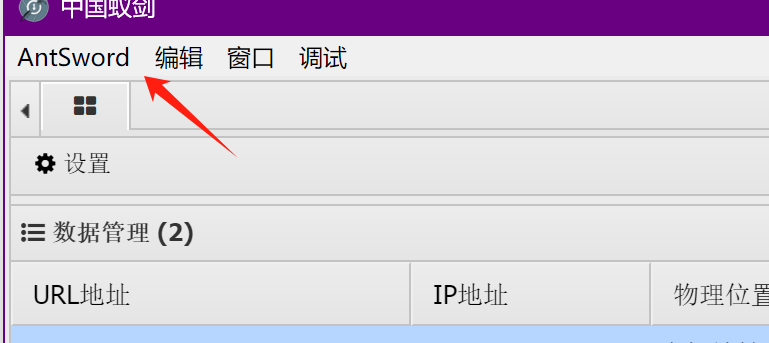 中国蚁剑
AntSword 编辑 窗口 调试
设置
数据管理 (2)
URL地址 IP地址 物理位置